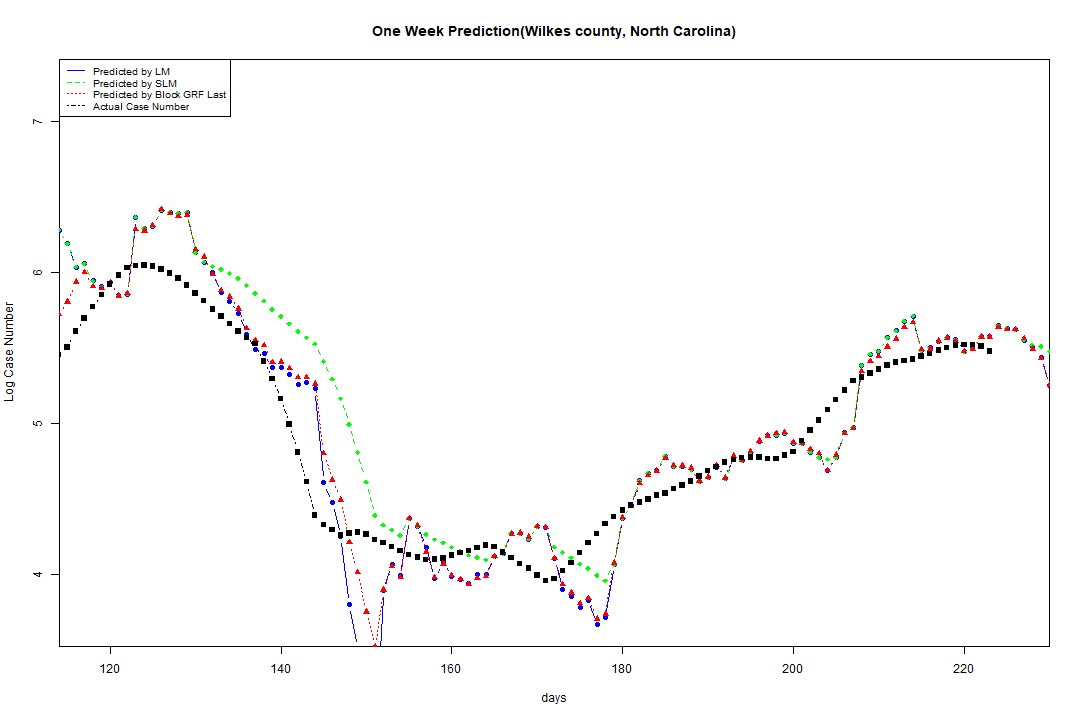 One Week Prediction(Wilkes county, North Carolina)
Predicted by LM
Predicted by SLM
Predicted by Block GRF Last
Actual Case Number
7
6
5
4
Log Case Number
120 140 160 180 200 220
days